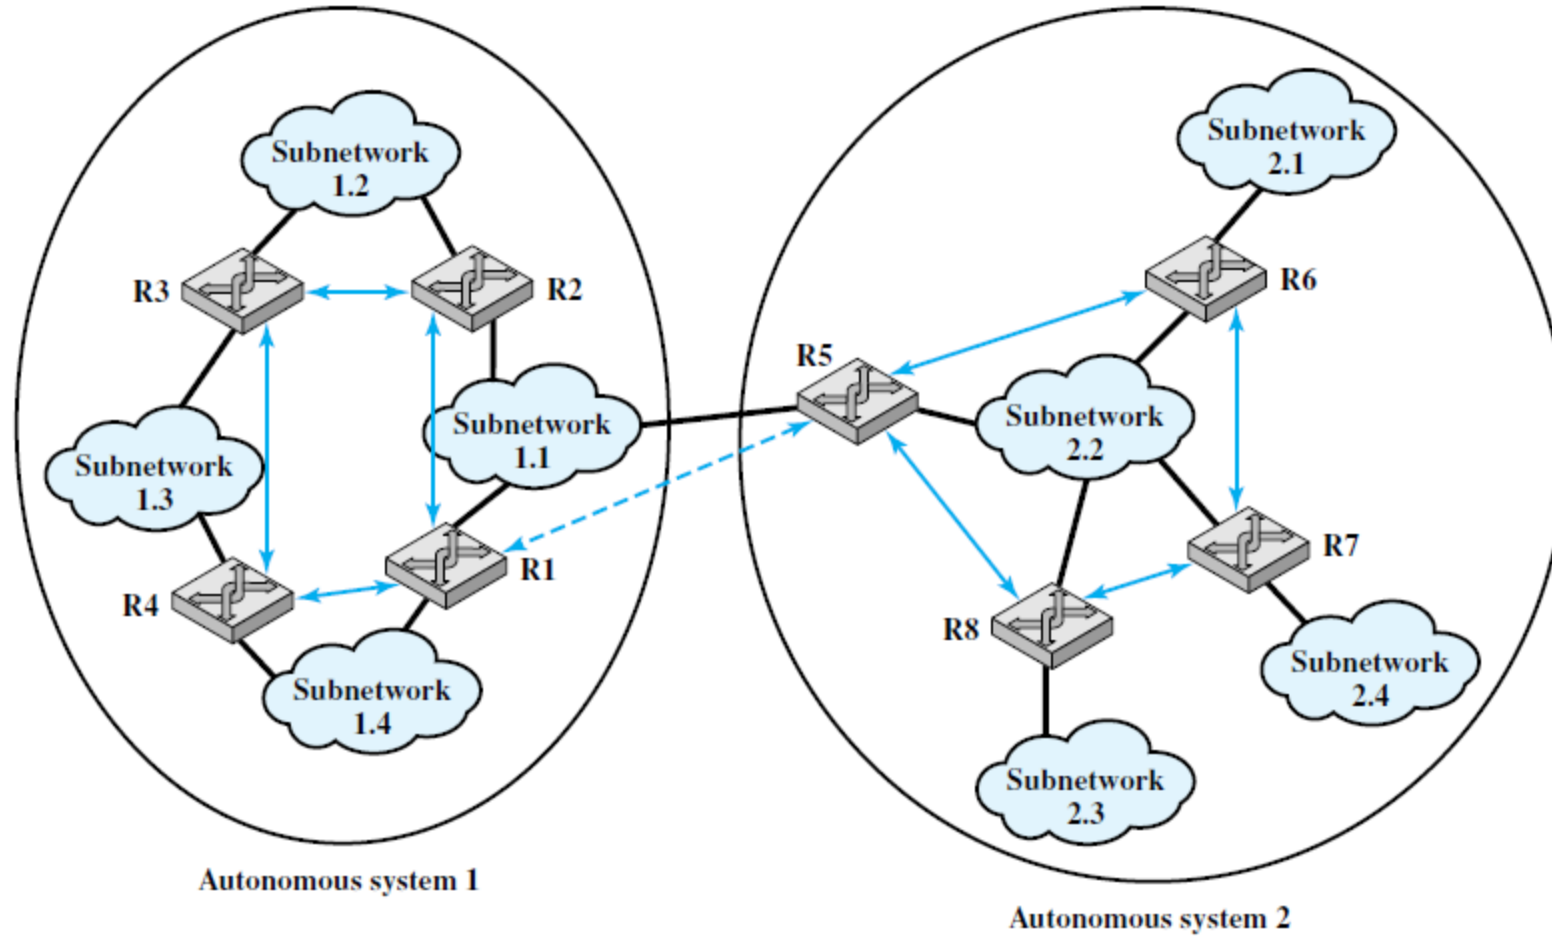 Subnetwork
2.1
Subnetwork
1.2
R3
R2
R6
R5
Subnetwork
1.1
Subnetwork
2.2
Subnetwork
1.3
R4
R1
R7
R8
Subnetwork
1.4
Subnetwork
2.4
Subnetwork
2.3
Autonomous system 1
Autonomous system 2